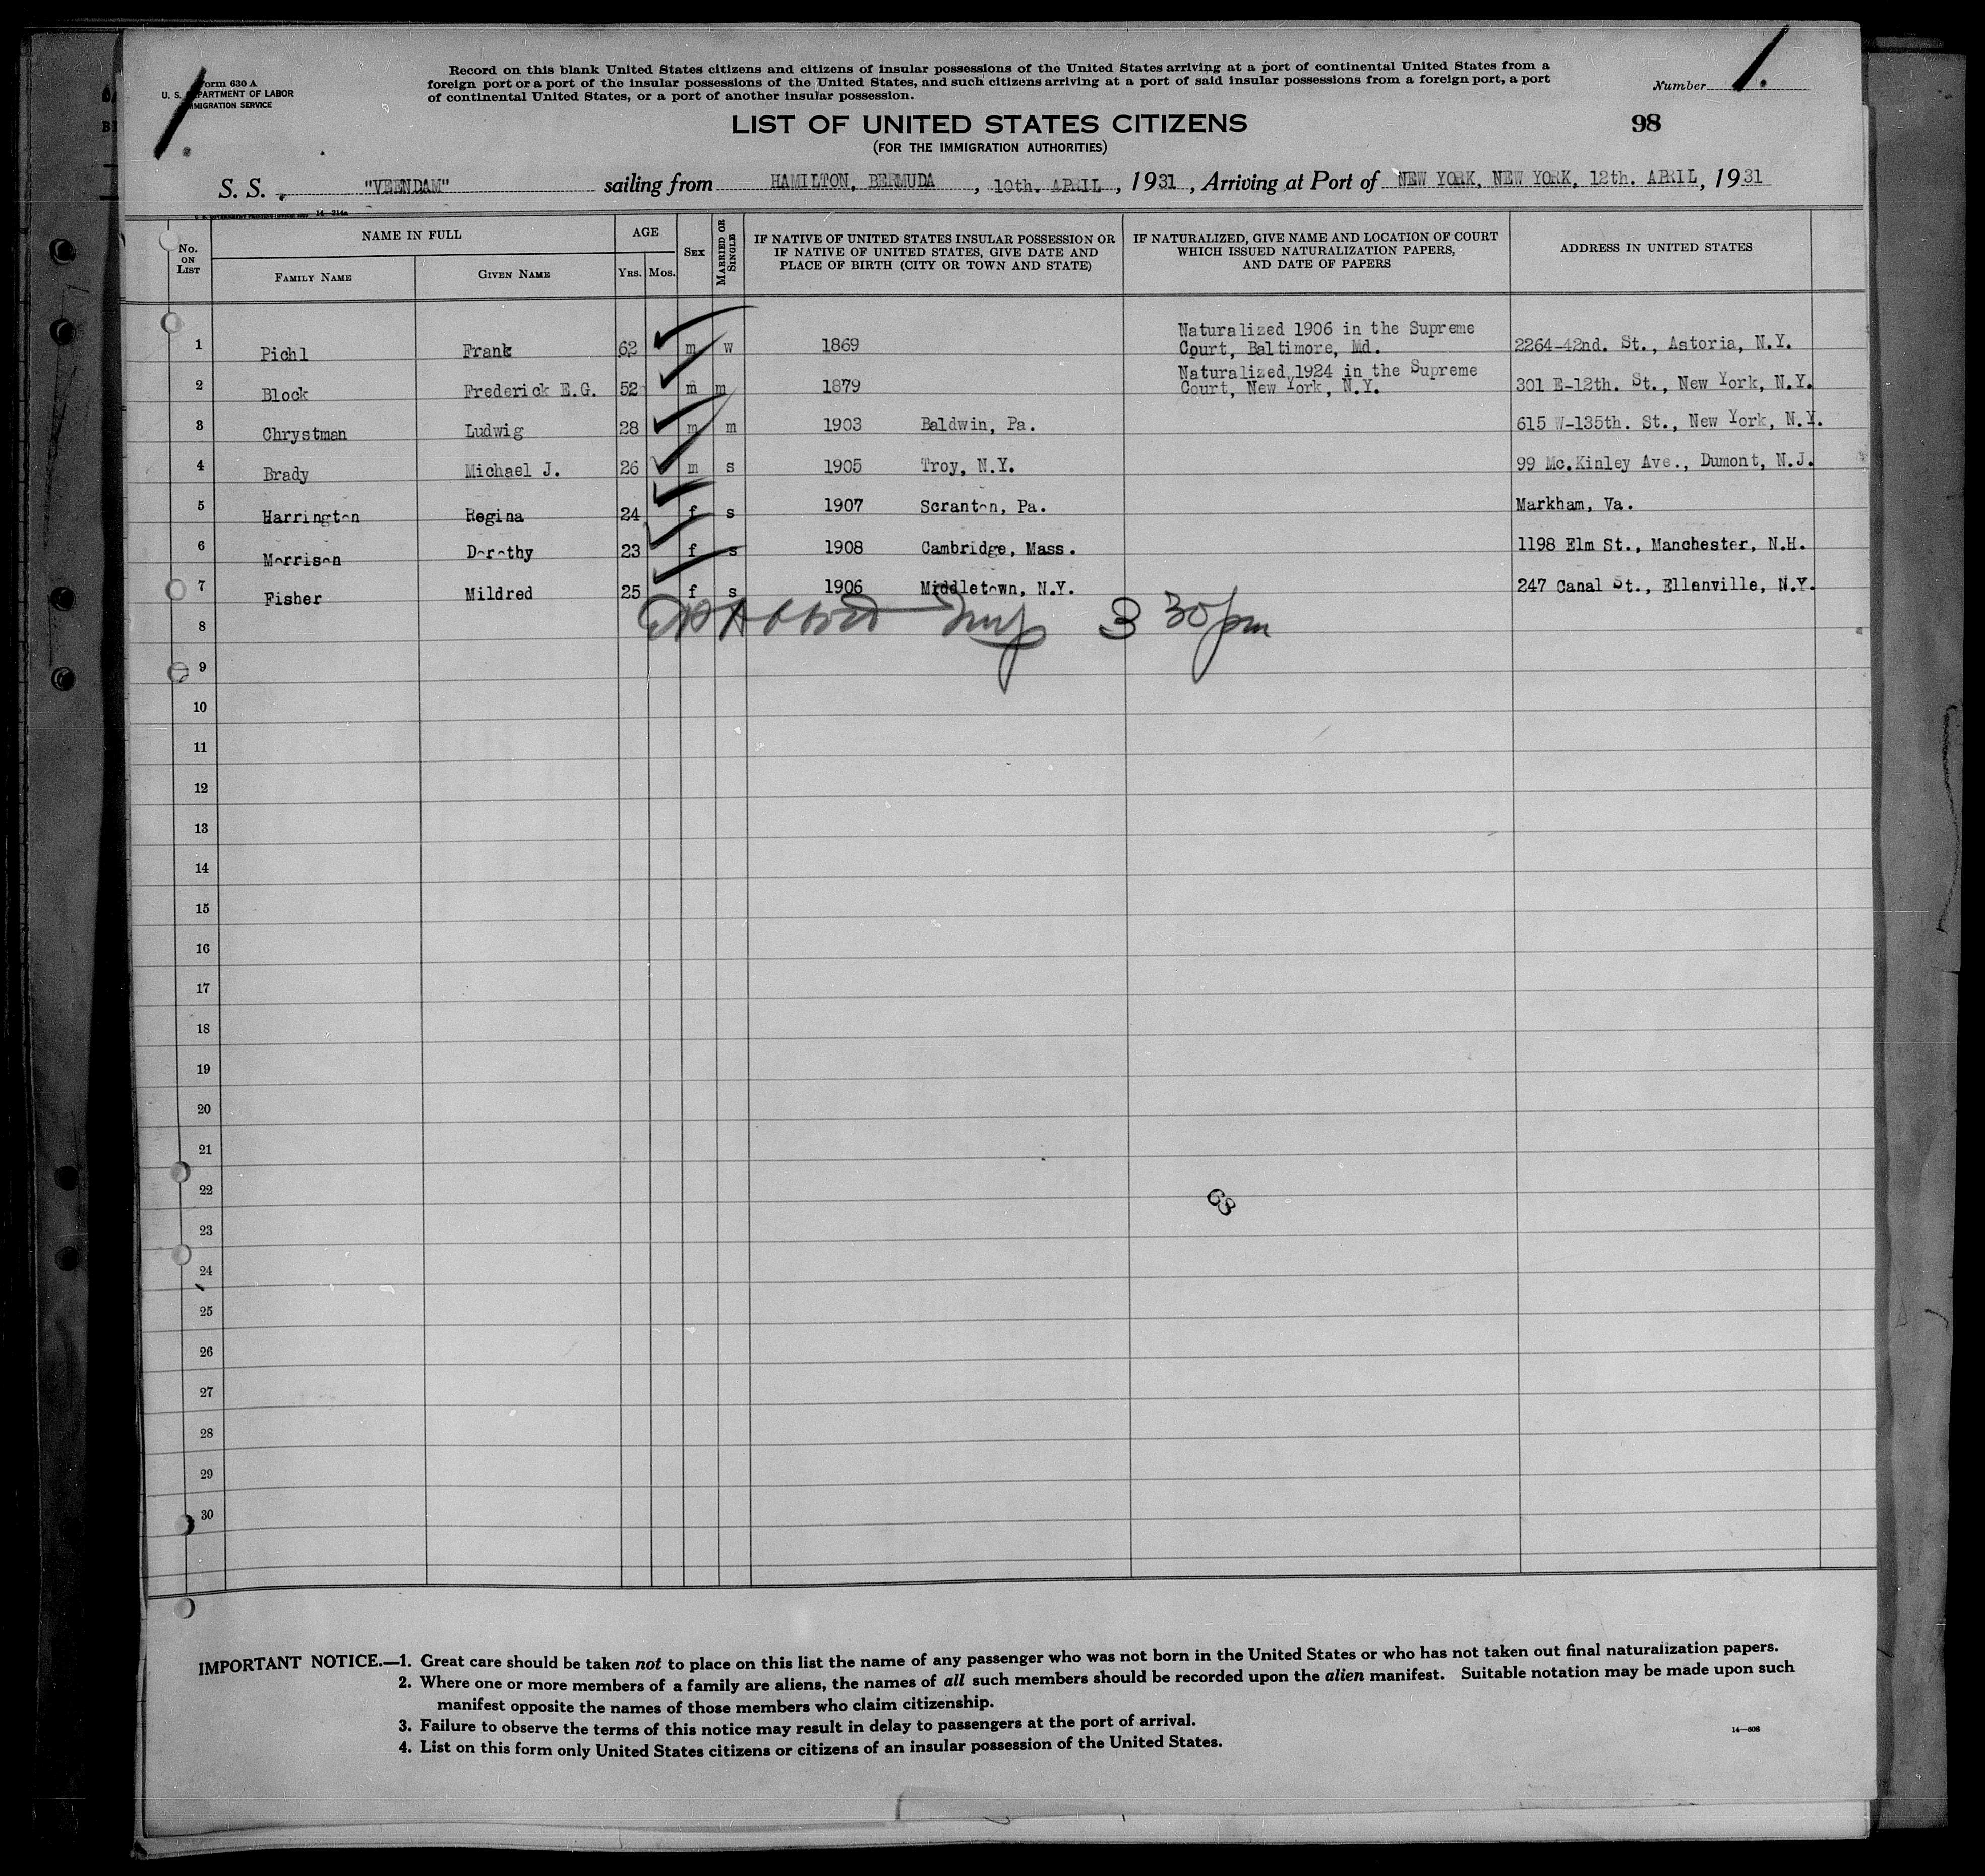 Form 630 A
U. S. DEPARTMENT OF LABOR
IMMIGRATION SERVICE
Record on this blank United States citizens and citizens of insular possessions of the United States arriving at a port of continental United States from a
foreign port or a port of the insular possessions of the United States, and such citizens arriving at a port of said insular possessions from a foreign port, a port
of continental United States, or a port of another insular possession.
Number 1.
1.
LIST OF UNITED STATES CITIZENS
98
(FOR THE IMMIGRATION AUTHORITIES)
S. S. "VEENDAM" sailing from HAMILTON, BERMUDA, 10th. APRIL, 1931, Arriving at Port of NEW YORK, NEW YORK, 12th. APRIL, 1931
14—214a
No. ON LIST
NAME IN FULL
FAMILY NAME
GIVEN NAME
AGE
YRS. MOS.
SEX
MARRIED OR SINGLE
IF NATIVE OF UNITED STATES INSULAR POSSESSION OR
IF NATIVE OF UNITED STATES, GIVE DATE AND
PLACE OF BIRTH (CITY OR TOWN AND STATE)
IF NATURALIZED, GIVE NAME AND LOCATION OF COURT
WHICH ISSUED NATURALIZATION PAPERS,
AND DATE OF PAPERS
ADDRESS IN UNITED STATES
1 Pichl Frank 62 m w 1869 Naturalized 1906 in the Supreme
Court, Baltimore, Md. 2264-42nd. St., Astoria, N.Y.
2 Block Frederick E.G. 52 m m 1879 Naturalized 1924 in the Supreme
Court, New York, N.Y. 301 E-12th. St., New York, N.Y.
3 Chrystman Ludwig 28 m m 1903 Baldwin, Pa. 615 W-135th. St., New York, N.Y.
4 Brady Michael J. 26 m s 1905 Troy, N.Y. 99 Mc.Kinley Ave., Dumont, N.J.
5 Harrington Regina 24 f s 1907 Scranton, Pa. Markham, Va.
6 Morrison Dorothy 23 f s 1908 Cambridge, Mass. 1198 Elm St., Manchester, N.H.
7 Fisher Mildred 25 f s 1906 Middletown, N.Y. 247 Canal St., Ellenville, N.Y.
8 Abbott Insp 3 30 pm
9
10
11
12
13
14
15
16
17
18
19
20
21
22
63
23
24
25
26
27
28
29
30
IMPORTANT NOTICE.—1. Great care should be taken not to place on this list the name of any passenger who was not born in the United States or who has not taken out final naturalization papers.
2. Where one or more members of a family are aliens, the names of all such members should be recorded upon the alien manifest. Suitable notation may be made upon such
manifest opposite the names of those members who claim citizenship.
3. Failure to observe the terms of this notice may result in delay to passengers at the port of arrival.
4. List on this form only United States citizens or citizens of an insular possession of the United States.
14—608